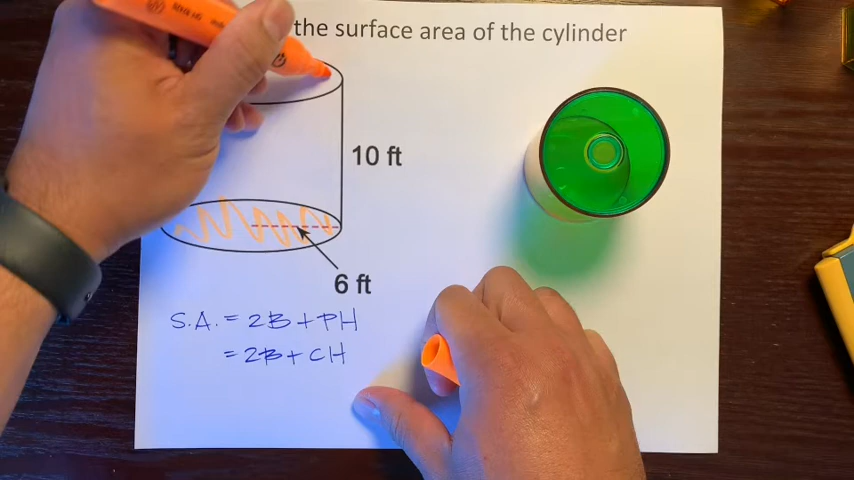 the surface area of the cylinder
10 ft
6 ft
S.A. = 2B + PH
= 2B + CH